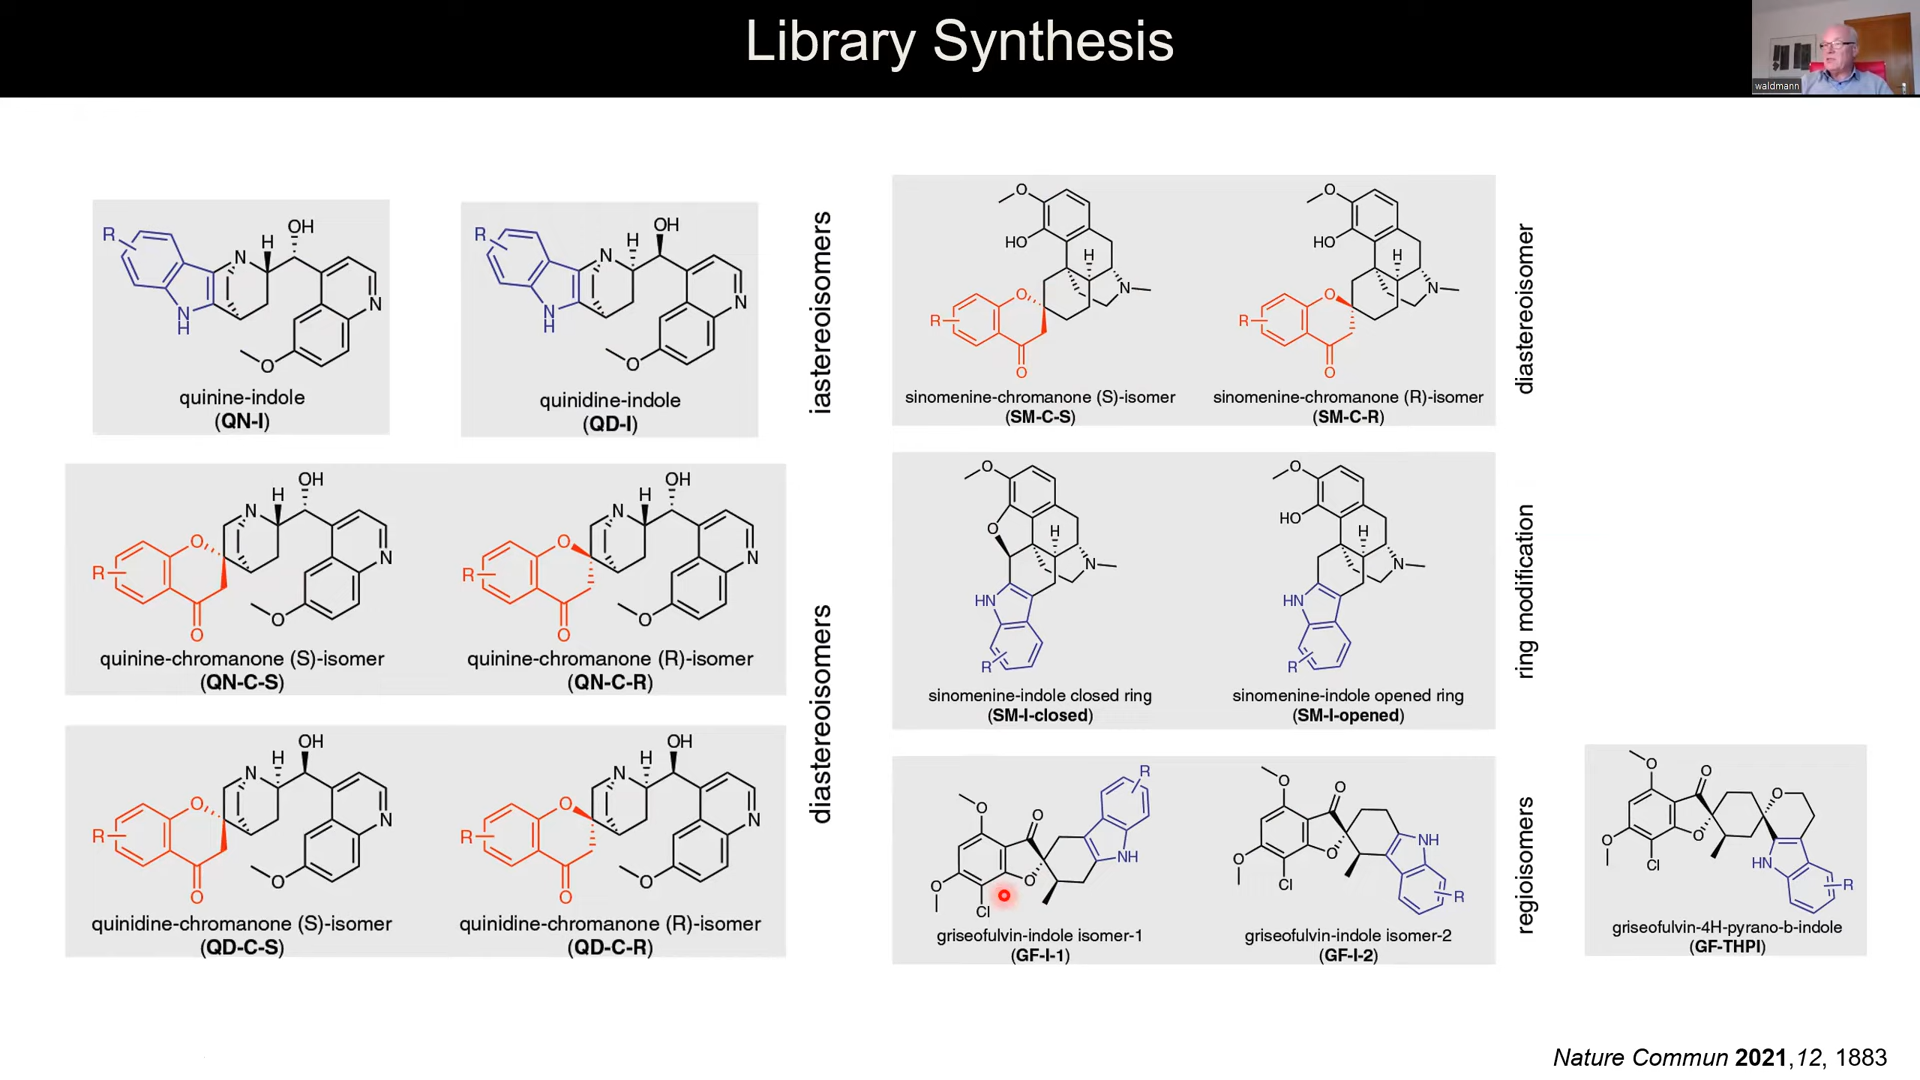 Library Synthesis
waldmann
R
N
H
OH
N
N
H
O
quinine-indole
(QN-I)
R
N
H
OH
N
N
H
O
quinidine-indole
(QD-I)
iastereoisomers
OH
H
N
O
R
N
O
O
quinine-chromanone (S)-isomer
(QN-C-S)
OH
H
N
O
R
N
O
O
quinine-chromanone (R)-isomer
(QN-C-R)
OH
H
N
O
R
N
O
O
quinidine-chromanone (S)-isomer
(QD-C-S)
OH
H
N
O
R
N
O
O
quinidine-chromanone (R)-isomer
(QD-C-R)
diastereoisomers
O
HO
H
N
O
R
O
sinomenine-chromanone (S)-isomer
(SM-C-S)
O
HO
H
N
O
R
O
sinomenine-chromanone (R)-isomer
(SM-C-R)
diastereoisomer
O
O
H
N
HN
R
sinomenine-indole closed ring
(SM-I-closed)
O
HO
H
N
HN
R
sinomenine-indole opened ring
(SM-I-opened)
ring modification
R
O
O
NH
O
O
Cl
griseofulvin-indole isomer-1
(GF-I-1)
O
O
NH
O
O
Cl
R
griseofulvin-indole isomer-2
(GF-I-2)
regioisomers
O
O
O
O
O
Cl
HN
R
griseofulvin-4H-pyrano-b-indole
(GF-THPI)
Nature Commun 2021,12, 1883